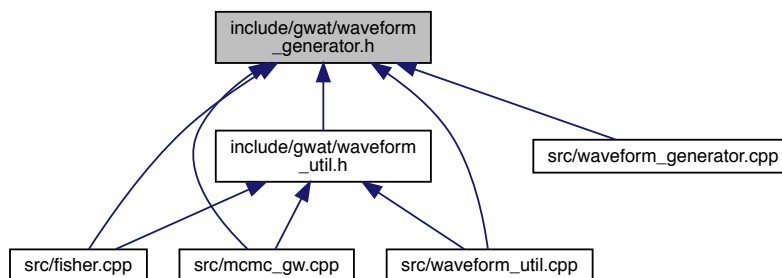 include/gwat/waveform
_generator.h
include/gwat/waveform
_util.h
src/waveform_generator.cpp
src/fisher.cpp
src/mcmc_gw.cpp
src/waveform_util.cpp